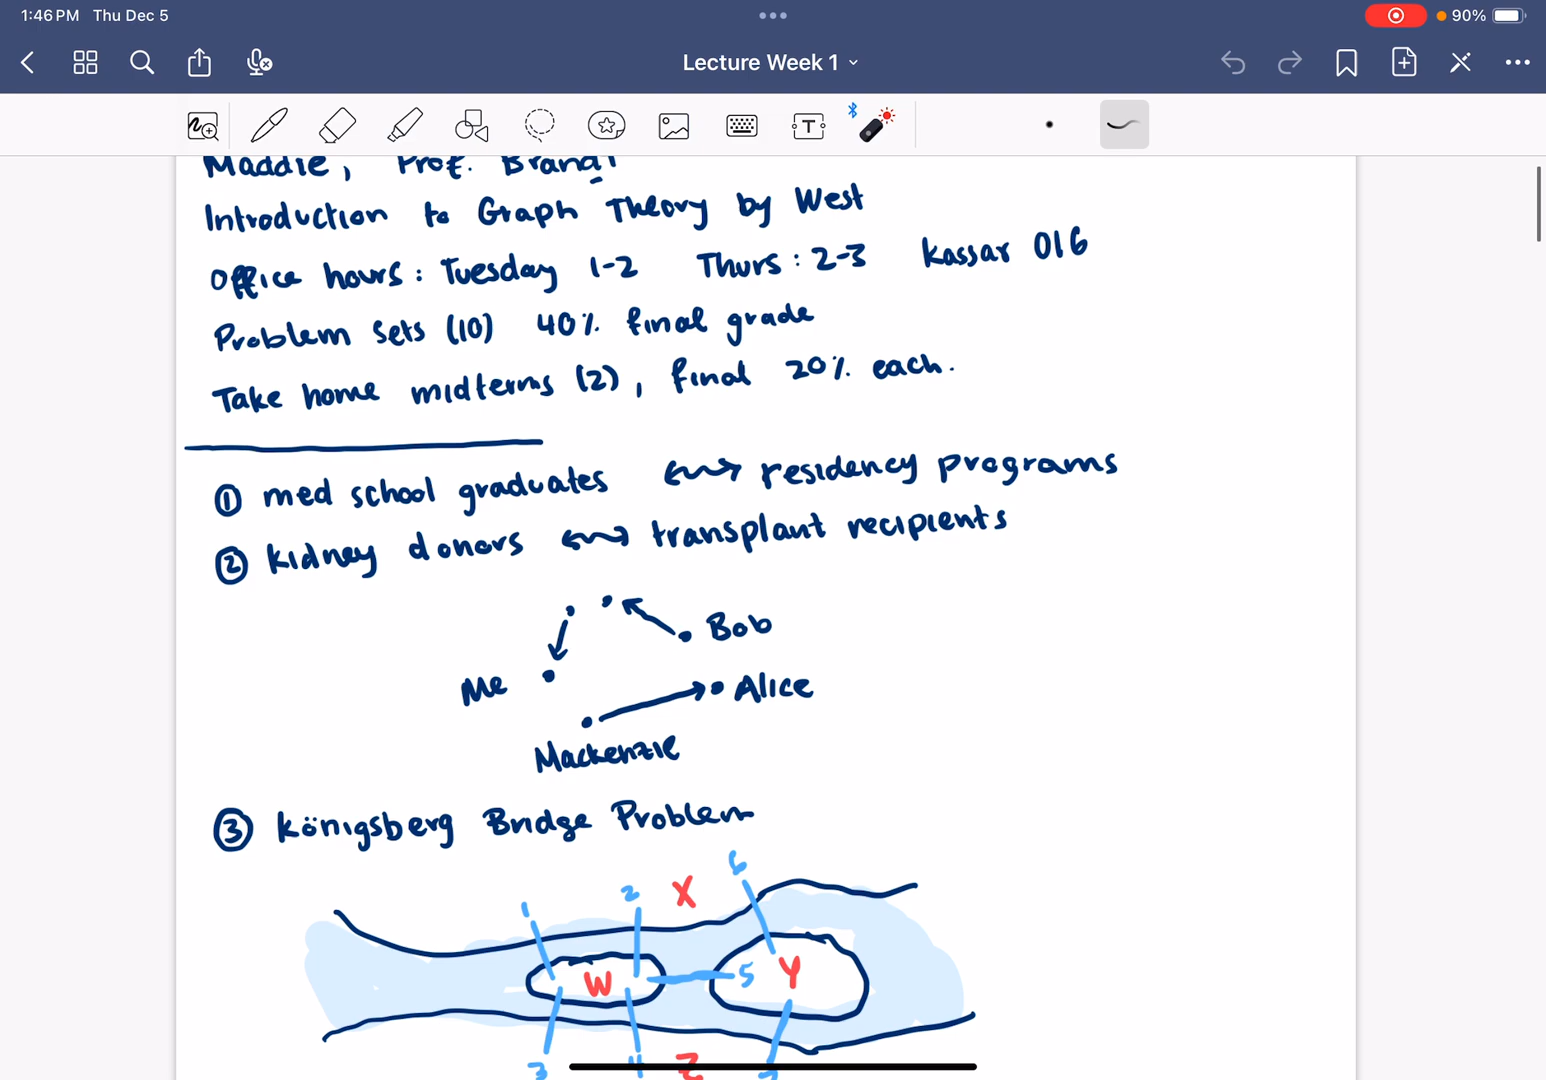 1:46 PM Thu Dec 5
90%
Lecture Week 1
T
Maddie, Prof. Brandt
Introduction to Graph Theory by West
Office hours: Tuesday 1-2 Thurs: 2-3 Kassar 016
Problem Sets (10) 40% final grade
Take home midterms (2), final 20% each.
① med school graduates ↔ residency programs
② kidney donors ↔ transplant recipients
Bob
Me
Alice
Mackenzie
③ Königsberg Bridge Problem
6
1 2 X
W 5 Y
3 4 Z 7